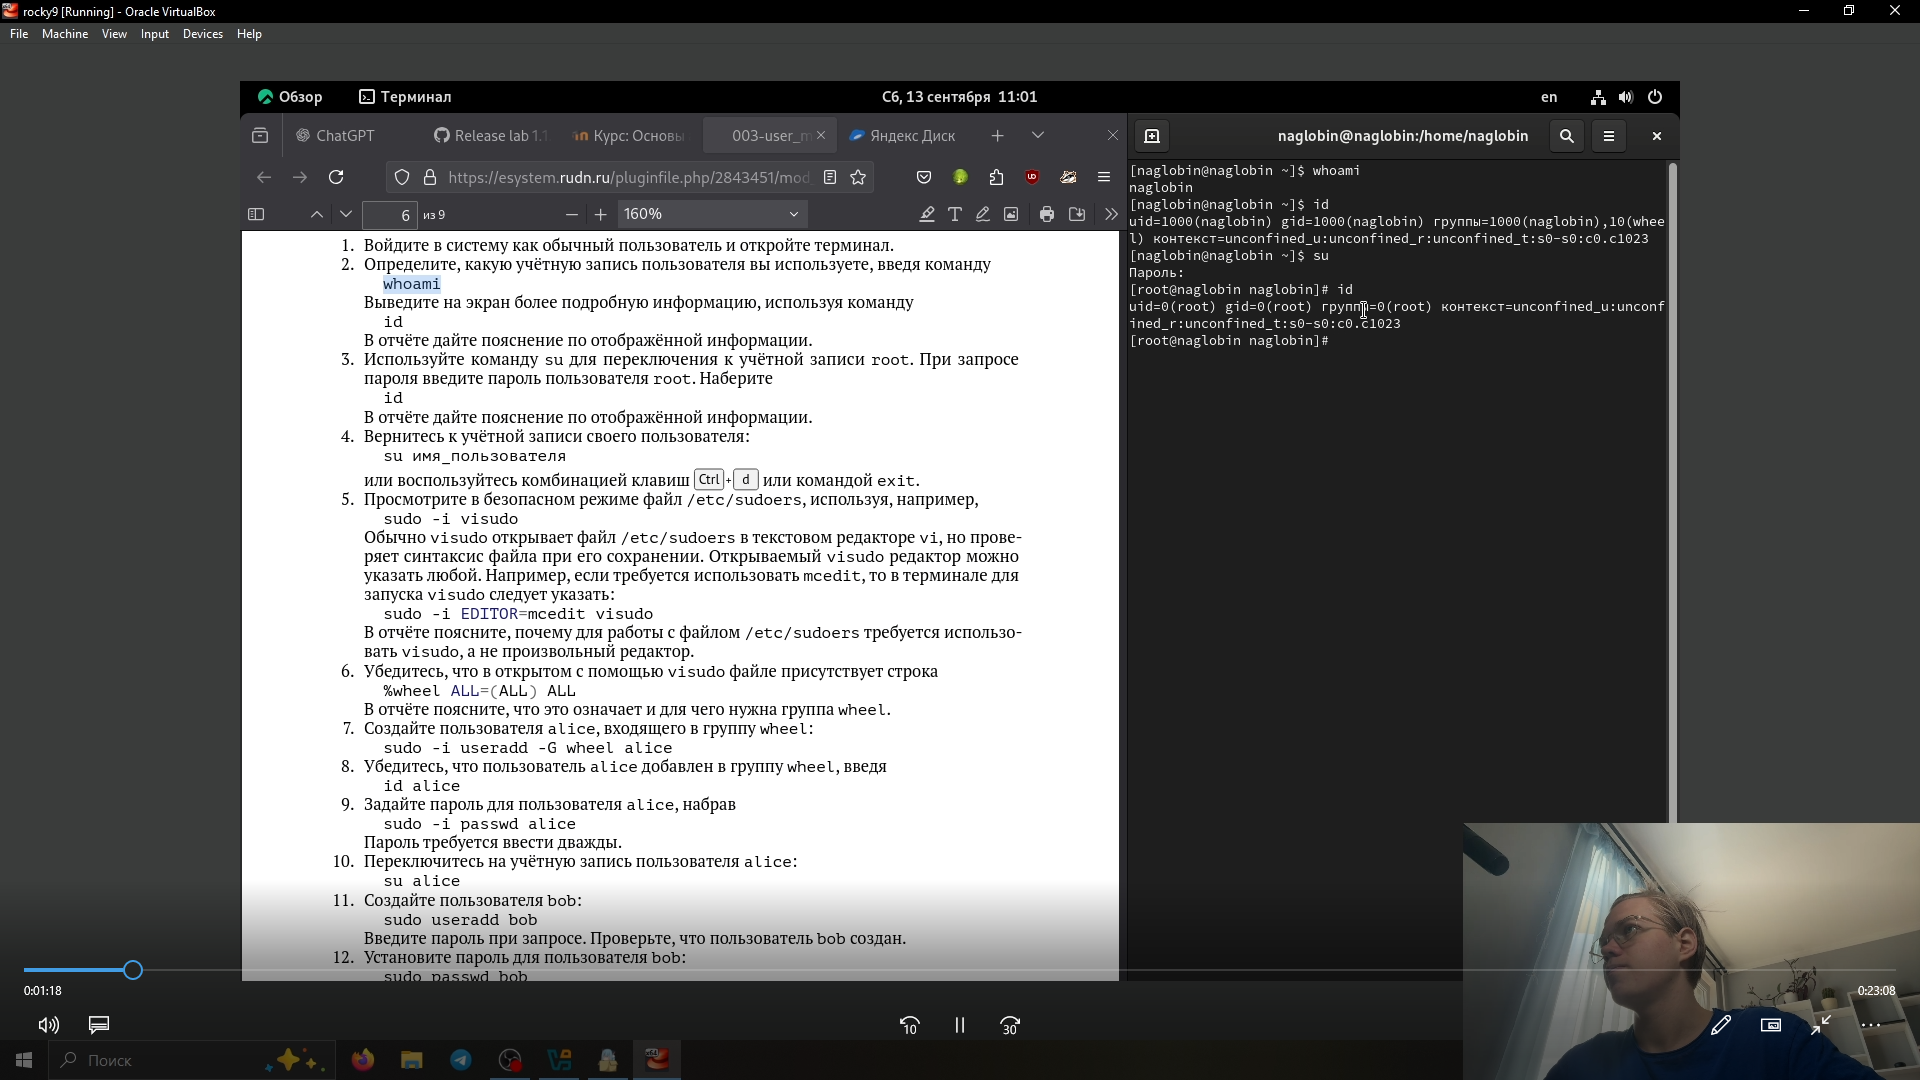 rocky9 [Running] - Oracle VirtualBox
File Machine View Input Devices Help
Обзор Терминал Сб, 13 сентября 11:01 en
ChatGPT Release lab 1.1 Курс: Основы 003-user_m Яндекс Диск
https://esystem.rudn.ru/pluginfile.php/2843451/mod_
6 из 9 160%
1. Войдите в систему как обычный пользователь и откройте терминал.
2. Определите, какую учётную запись пользователя вы используете, введя команду
whoami
Выведите на экран более подробную информацию, используя команду
id
В отчёте дайте пояснение по отображённой информации.
3. Используйте команду su для переключения к учётной записи root. При запросе
пароля введите пароль пользователя root. Наберите
id
В отчёте дайте пояснение по отображённой информации.
4. Вернитесь к учётной записи своего пользователя:
su имя_пользователя
или воспользуйтесь комбинацией клавиш Ctrl + d или командой exit.
5. Просмотрите в безопасном режиме файл /etc/sudoers, используя, например,
sudo -i visudo
Обычно visudo открывает файл /etc/sudoers в текстовом редакторе vi, но прове-
ряет синтаксис файла при его сохранении. Открываемый visudo редактор можно
указать любой. Например, если требуется использовать mcedit, то в терминале для
запуска visudo следует указать:
sudo -i EDITOR=mcedit visudo
В отчёте поясните, почему для работы с файлом /etc/sudoers требуется использо-
вать visudo, а не произвольный редактор.
6. Убедитесь, что в открытом с помощью visudo файле присутствует строка
%wheel ALL=(ALL) ALL
В отчёте поясните, что это означает и для чего нужна группа wheel.
7. Создайте пользователя alice, входящего в группу wheel:
sudo -i useradd -G wheel alice
8. Убедитесь, что пользователь alice добавлен в группу wheel, введя
id alice
9. Задайте пароль для пользователя alice, набрав
sudo -i passwd alice
Пароль требуется ввести дважды.
10. Переключитесь на учётную запись пользователя alice:
su alice
11. Создайте пользователя bob:
sudo useradd bob
Введите пароль при запросе. Проверьте, что пользователь bob создан.
12. Установите пароль для пользователя bob:
sudo passwd bob
naglobin@naglobin:/home/naglobin
[naglobin@naglobin ~]$ whoami
naglobin
[naglobin@naglobin ~]$ id
uid=1000(naglobin) gid=1000(naglobin) группы=1000(naglobin),10(whee
l) контекст=unconfined_u:unconfined_r:unconfined_t:s0-s0:c0.c1023
[naglobin@naglobin ~]$ su
Пароль:
[root@naglobin naglobin]# id
uid=0(root) gid=0(root) группы=0(root) контекст=unconfined_u:unconf
ined_r:unconfined_t:s0-s0:c0.c1023
[root@naglobin naglobin]#
0:01:18 0:23:08
10 30
Поиск